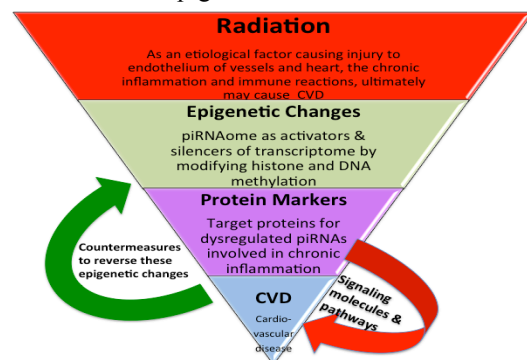 Radiation
As an etiological factor causing injury to
endothelium of vessels and heart, the chronic
inflammation and immune reactions, ultimately
may cause CVD
Epigenetic Changes
piRNAome as activators &
silencers of transcriptome by
modifying histone and DNA
methylation
Protein Markers
Target proteins for
dysregulated piRNAs
involved in chronic
inflammation
Countermeasures
to reverse these
epigenetic changes
Signaling
molecules &
pathways
CVD
Cardio-
vascular
disease